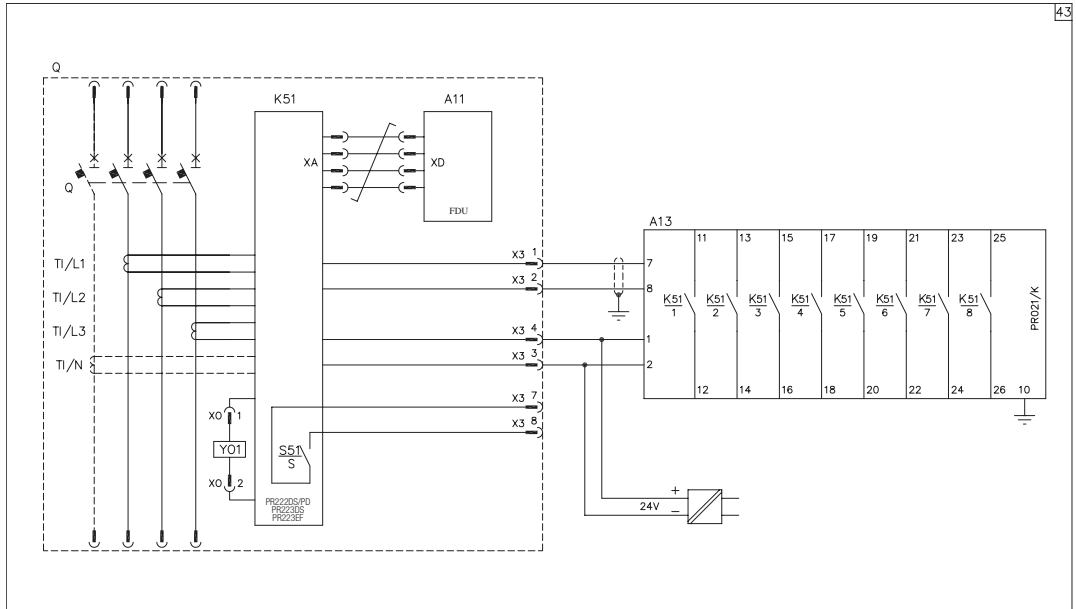 43
Q
K51
A11
XA
XD
Q
FDU
A13
11 13 15 17 19 21 23 25
TI/L1
X3 1
7
X3 2
8
TI/L2
K51 K51 K51 K51 K51 K51 K51 K51
1 2 3 4 5 6 7 8
PR021/K
TI/L3
X3 4
1
TI/N
X3 3
2
12 14 16 18 20 22 24 26 10
X3 7
X0 1
X3 8
Y01
S51
S
X0 2
PR222DS/PD
PR223DS
PR223EF
+
24V
−